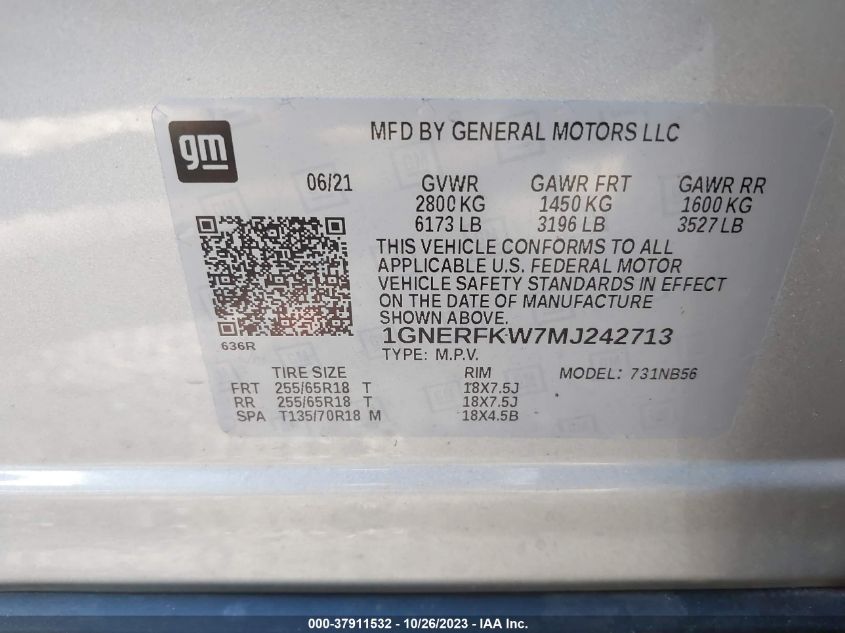 gm
MFD BY GENERAL MOTORS LLC
06/21 GVWR GAWR FRT GAWR RR
2800 KG 1450 KG 1600 KG
6173 LB 3196 LB 3527 LB
THIS VEHICLE CONFORMS TO ALL
APPLICABLE U.S. FEDERAL MOTOR
VEHICLE SAFETY STANDARDS IN EFFECT
ON THE DATE OF MANUFACTURE
SHOWN ABOVE.
1GNERFKW7MJ242713
636R
TYPE: M.P.V.
TIRE SIZE RIM MODEL: 731NB56
FRT 255/65R18 T 18X7.5J
RR 255/65R18 T 18X7.5J
SPA T135/70R18 M 18X4.5B
000-37911532 - 10/26/2023 - IAA Inc.